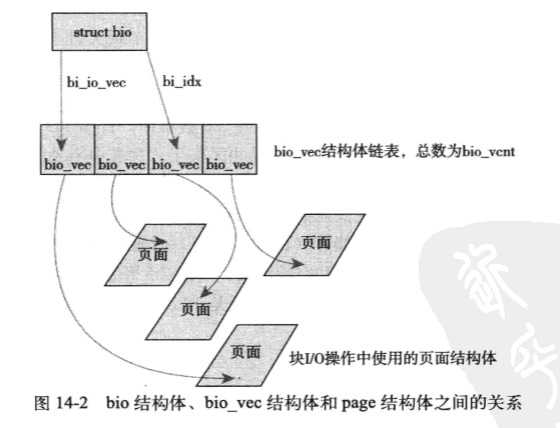 struct bio
bi_io_vec
bi_idx
bio_vec bio_vec bio_vec bio_vec
bio_vec结构体链表，总数为bio_vcnt
页面
页面
页面
页面
块I/O操作中使用的页面结构体
图 14-2 bio 结构体、bio_vec 结构体和 page 结构体之间的关系